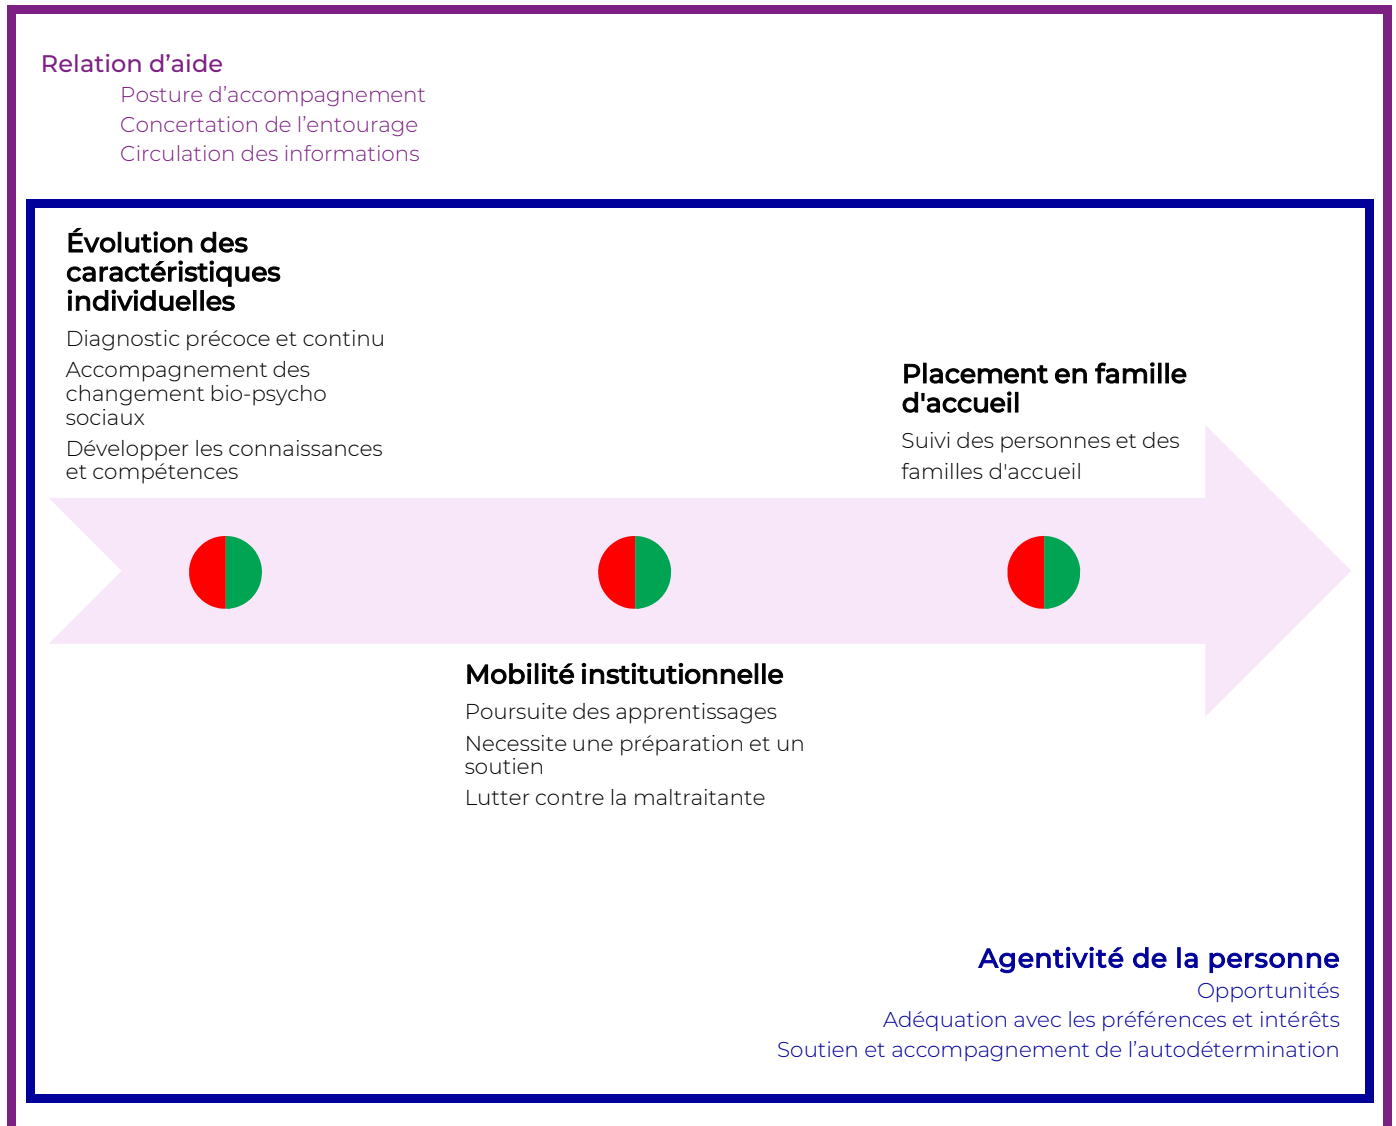 Relation d’aide
Posture d’accompagnement
Concertation de l’entourage
Circulation des informations
Évolution des
caractéristiques
individuelles
Diagnostic précoce et continu
Accompagnement des
changement bio-psycho
sociaux
Développer les connaissances
et compétences
Placement en famille
d'accueil
Suivi des personnes et des
familles d'accueil
Mobilité institutionnelle
Poursuite des apprentissages
Necessite une préparation et un
soutien
Lutter contre la maltraitante
Agentivité de la personne
Opportunités
Adéquation avec les préférences et intérêts
Soutien et accompagnement de l’autodétermination